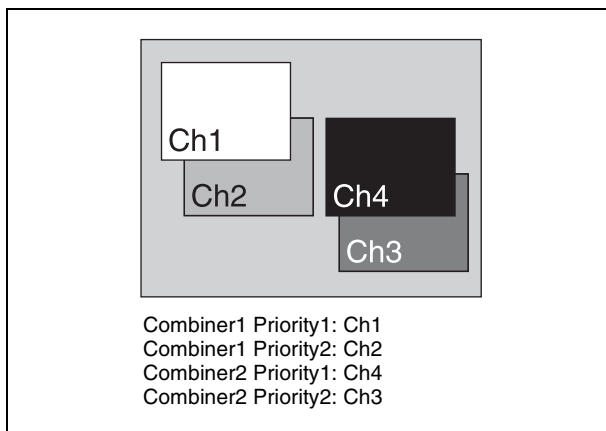 Ch1
Ch2
Ch4
Ch3
Combiner1 Priority1: Ch1
Combiner1 Priority2: Ch2
Combiner2 Priority1: Ch4
Combiner2 Priority2: Ch3